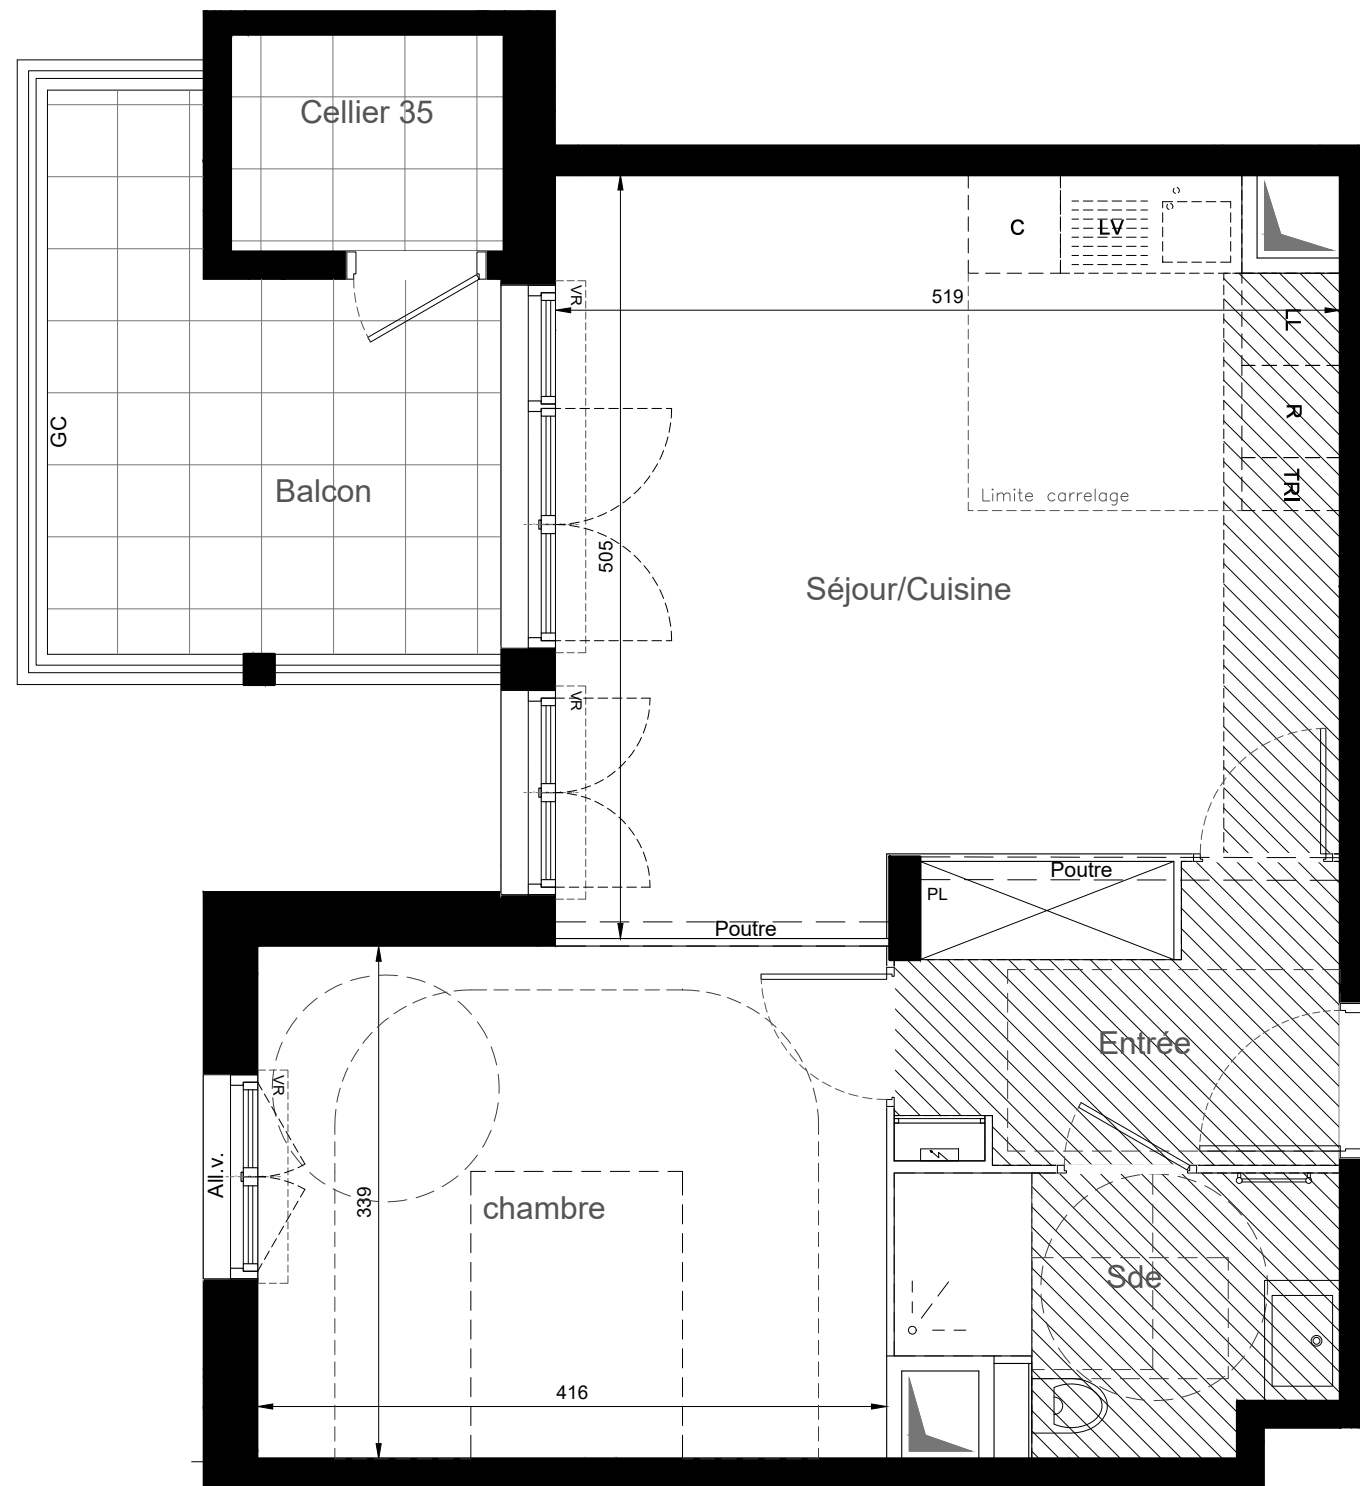 Cellier 35
C
LV
VR
519
LL
R
GC
TRI
Balcon
Limite carrelage
505
Séjour/Cuisine
VR
Poutre
PL
Poutre
Entrée
VR
All.v.
339
chambre
Sde
416